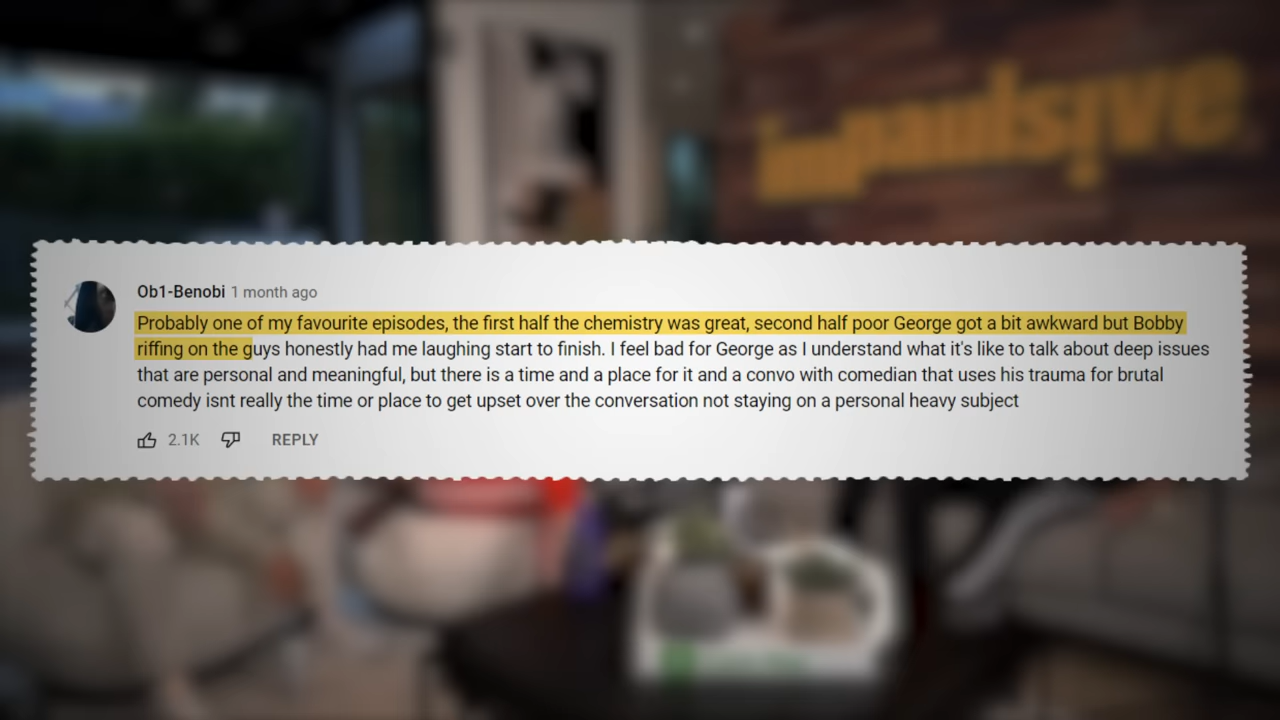 impaulsive
Ob1-Benobi 1 month ago
Probably one of my favourite episodes, the first half the chemistry was great, second half poor George got a bit awkward but Bobby
riffing on the guys honestly had me laughing start to finish. I feel bad for George as I understand what it's like to talk about deep issues
that are personal and meaningful, but there is a time and a place for it and a convo with comedian that uses his trauma for brutal
comedy isnt really the time or place to get upset over the conversation not staying on a personal heavy subject
2.1K REPLY